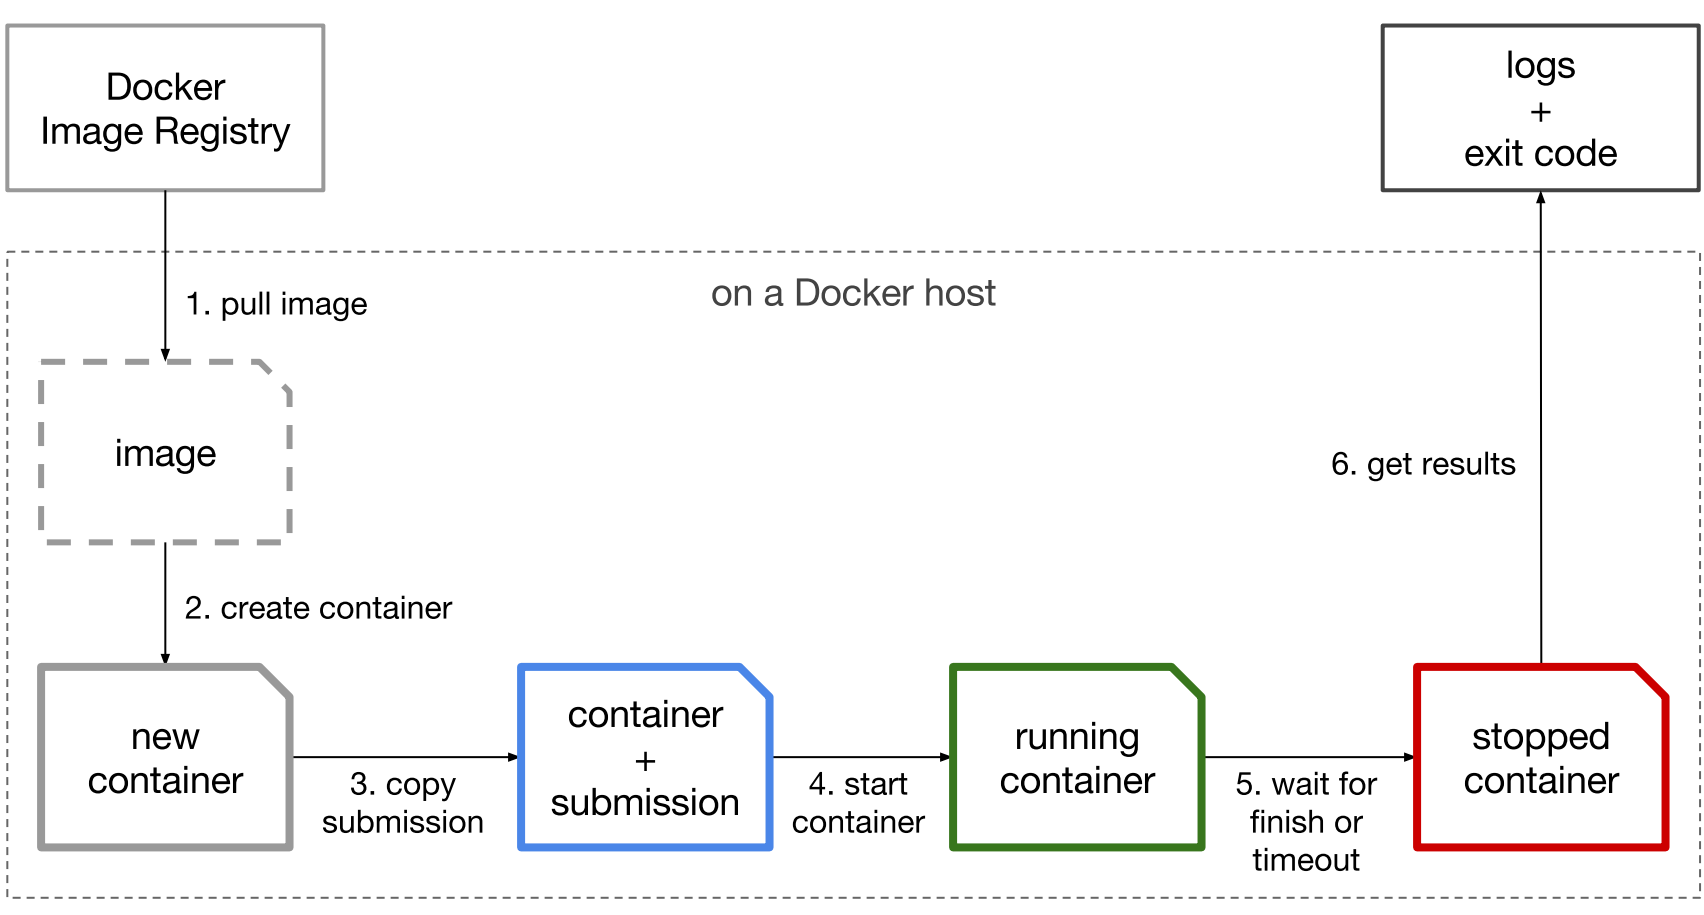 Docker
Image Registry
logs
+
exit code
on a Docker host
1. pull image
image
6. get results
2. create container
new
container
3. copy
submission
container
+
submission
4. start
container
running
container
5. wait for
finish or
timeout
stopped
container